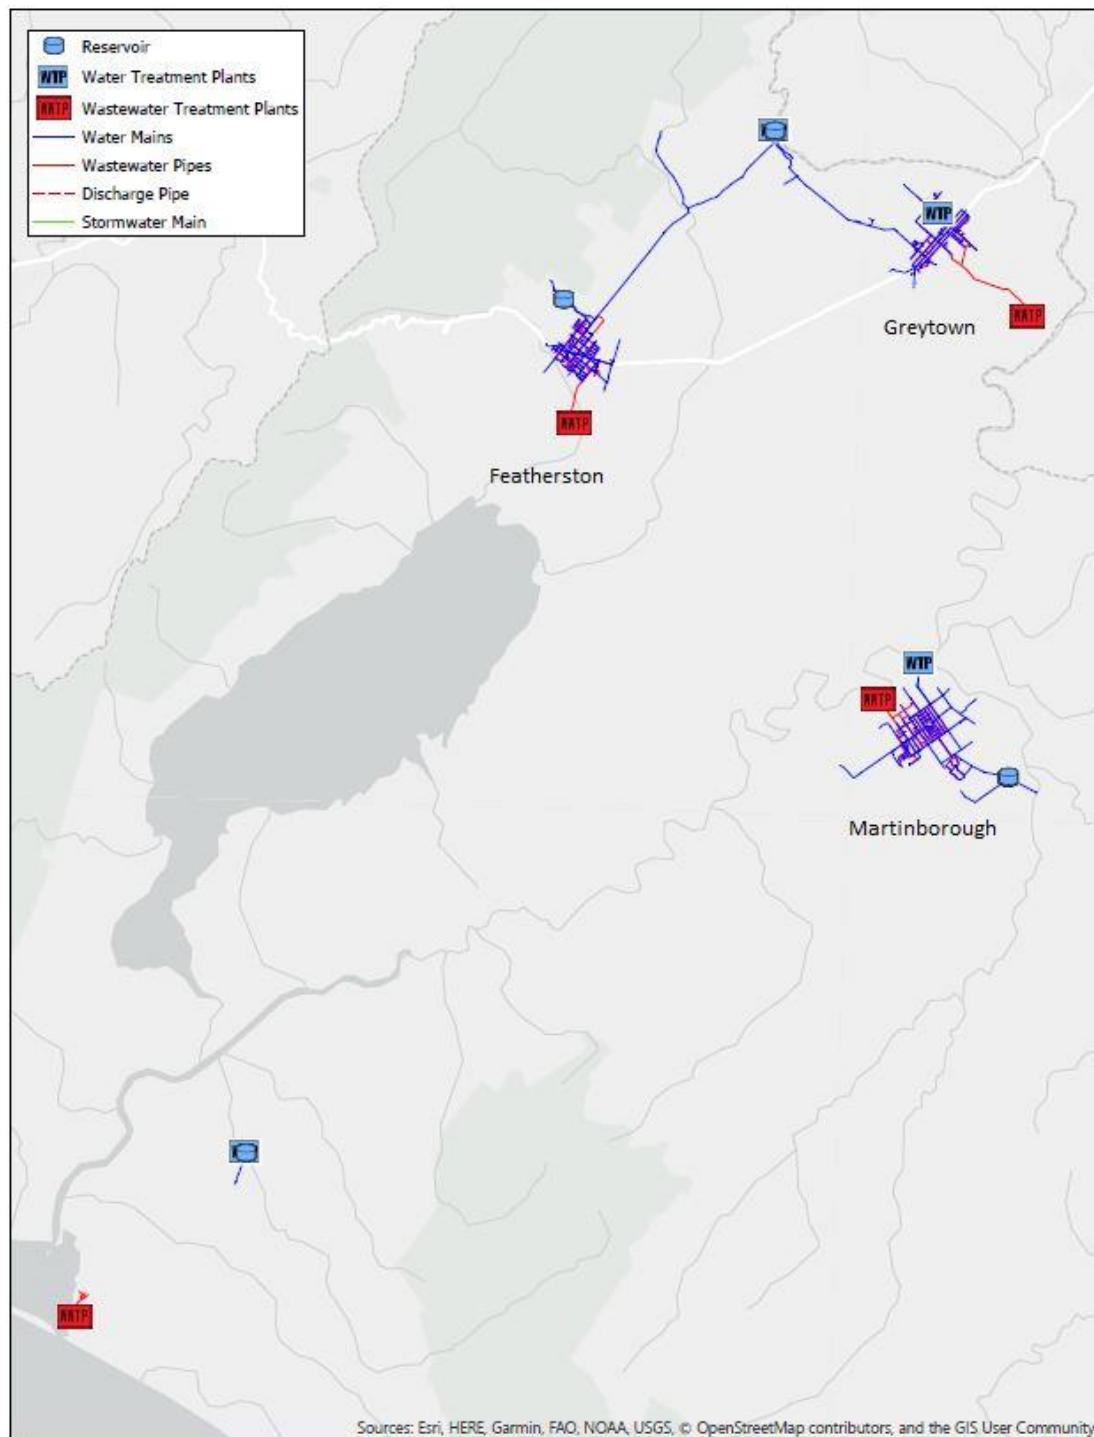 Reservoir
WTP Water Treatment Plants
WWTP Wastewater Treatment Plants
Water Mains
Wastewater Pipes
Discharge Pipe
Stormwater Main
WTP
Greytown
WWTP
WWTP
Featherston
WTP
WWTP
Martinborough
WWTP
Sources: Esri, HERE, Garmin, FAO, NOAA, USGS, © OpenStreetMap contributors, and the GIS User Community